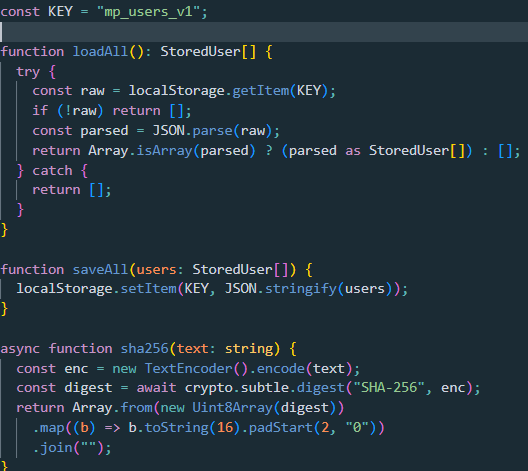 const KEY = "mp_users_v1";
function loadAll(): StoredUser[] {
  try {
    const raw = localStorage.getItem(KEY);
    if (!raw) return [];
    const parsed = JSON.parse(raw);
    return Array.isArray(parsed) ? (parsed as StoredUser[]) : [];
  } catch {
    return [];
  }
}
function saveAll(users: StoredUser[]) {
  localStorage.setItem(KEY, JSON.stringify(users));
}
async function sha256(text: string) {
  const enc = new TextEncoder().encode(text);
  const digest = await crypto.subtle.digest("SHA-256", enc);
  return Array.from(new Uint8Array(digest))
    .map((b) => b.toString(16).padStart(2, "0"))
    .join("");
}